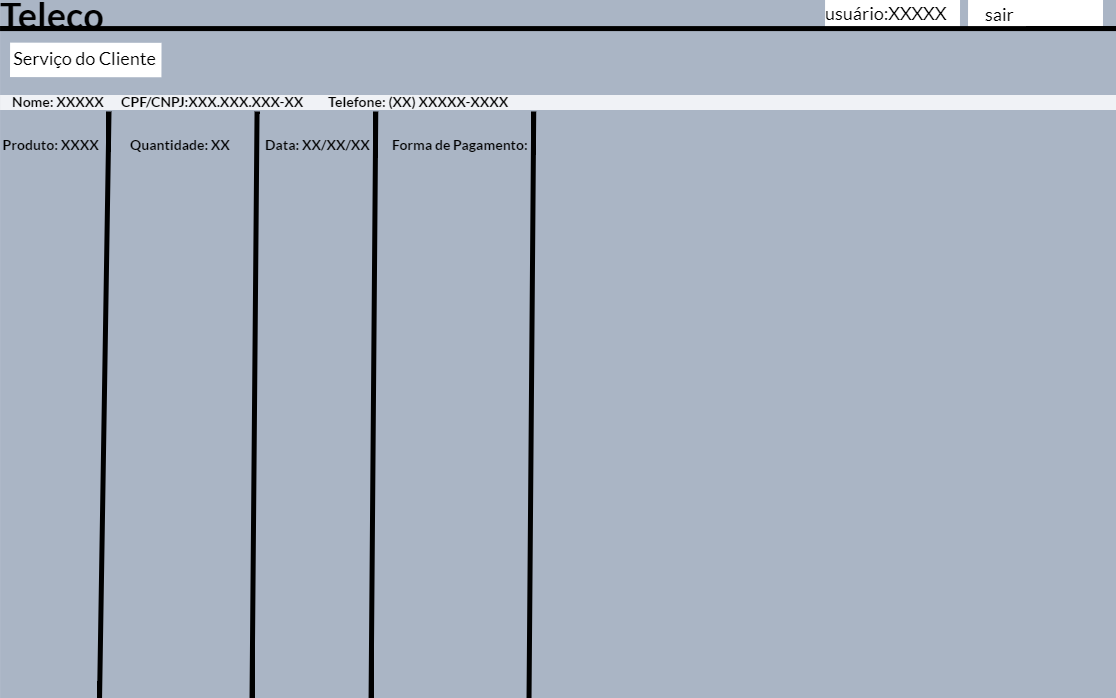 Teleco usuário:XXXXX sair
Serviço do Cliente
Nome: XXXXX CPF/CNPJ:XXX.XXX.XXX-XX Telefone: (XX) XXXXX-XXXX
Produto: XXXX Quantidade: XX Data: XX/XX/XX Forma de Pagamento: